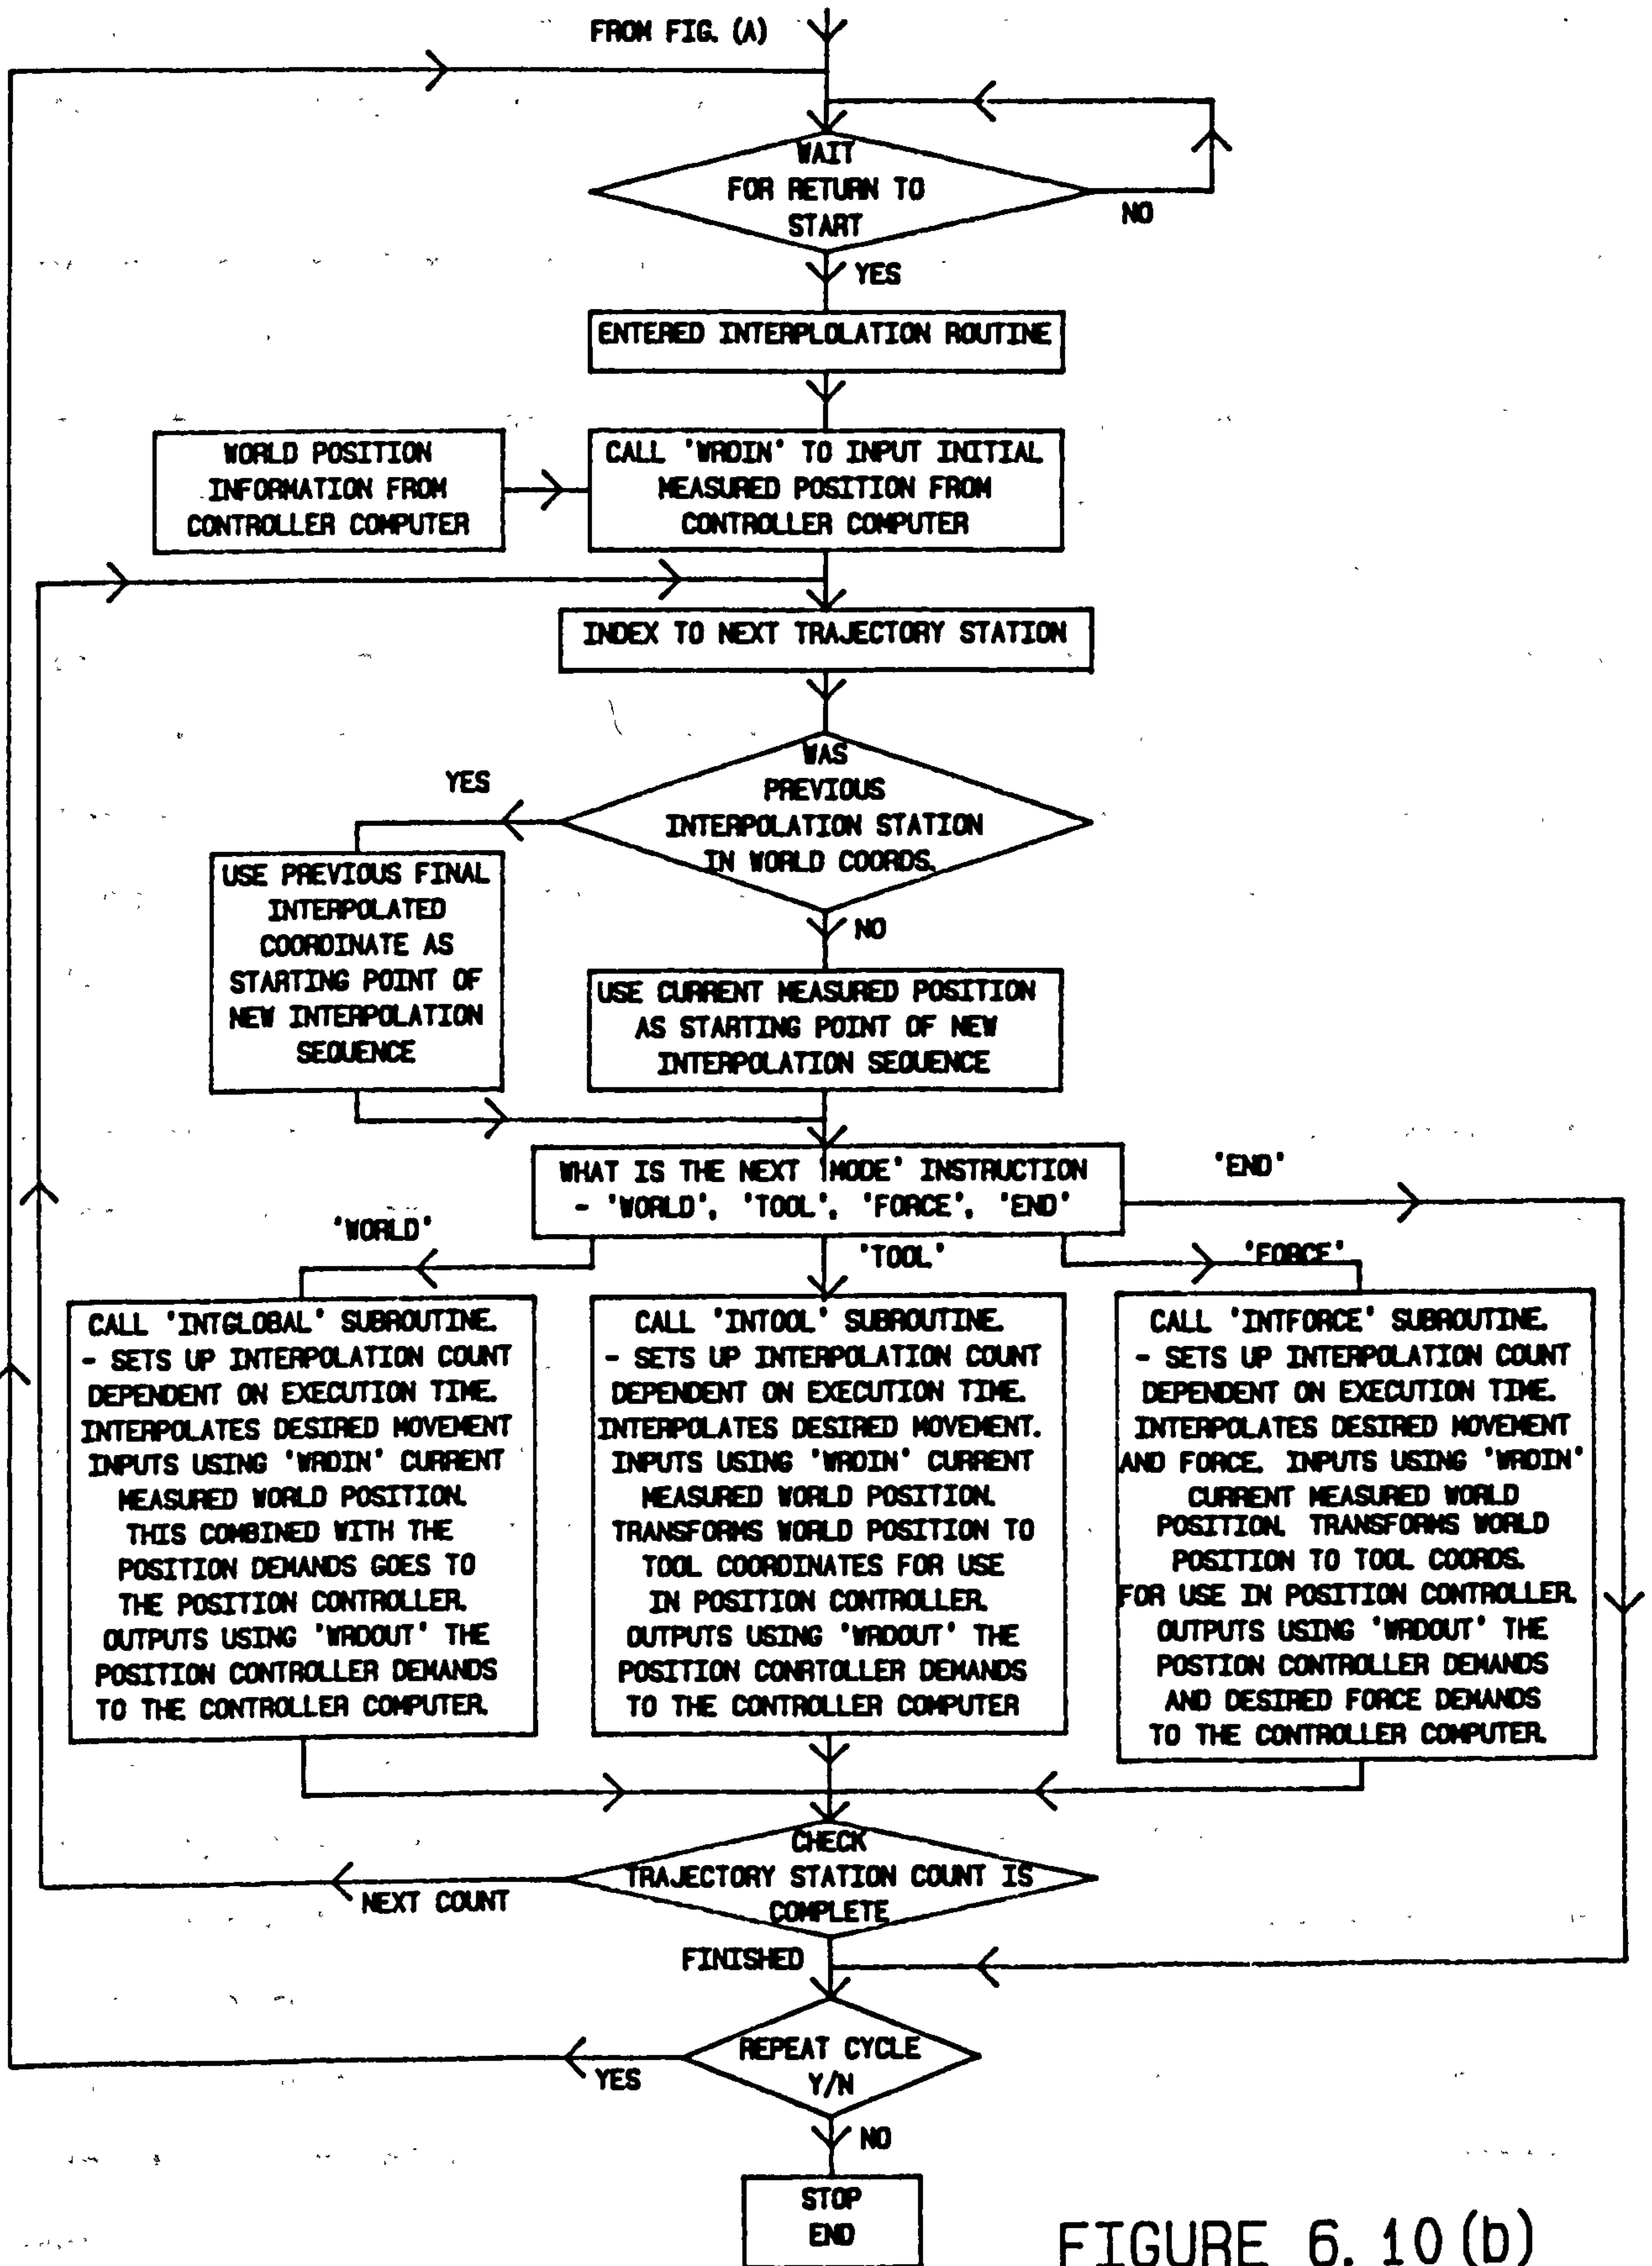 FROM FIG. (A)
WAIT
FOR RETURN TO
START
NO
YES
ENTERED INTERPLOLATION ROUTINE
WORLD POSITION
INFORMATION FROM
CONTROLLER COMPUTER
CALL 'WRDIN' TO INPUT INITIAL
MEASURED POSITION FROM
CONTROLLER COMPUTER
INDEX TO NEXT TRAJECTORY STATION
WAS
PREVIOUS
INTERPOLATION STATION
IN WORLD COORDS.
YES
NO
USE PREVIOUS FINAL
INTERPOLATED
COORDINATE AS
STARTING POINT OF
NEW INTERPOLATION
SEQUENCE
USE CURRENT MEASURED POSITION
AS STARTING POINT OF NEW
INTERPOLATION SEQUENCE
WHAT IS THE NEXT 'MODE' INSTRUCTION
- 'WORLD', 'TOOL', 'FORCE', 'END'
'END'
'WORLD'
'TOOL'
'FORCE'
CALL 'INTGLOBAL' SUBROUTINE.
- SETS UP INTERPOLATION COUNT
DEPENDENT ON EXECUTION TIME.
INTERPOLATES DESIRED MOVEMENT
INPUTS USING 'WRDIN' CURRENT
MEASURED WORLD POSITION.
THIS COMBINED WITH THE
POSITION DEMANDS GOES TO
THE POSITION CONTROLLER.
OUTPUTS USING 'WRDOUT' THE
POSITION CONTROLLER DEMANDS
TO THE CONTROLLER COMPUTER.
CALL 'INTOOL' SUBROUTINE.
- SETS UP INTERPOLATION COUNT
DEPENDENT ON EXECUTION TIME.
INTERPOLATES DESIRED MOVEMENT.
INPUTS USING 'WRDIN' CURRENT
MEASURED WORLD POSITION.
TRANSFORMS WORLD POSITION TO
TOOL COORDINATES FOR USE
IN POSITION CONTROLLER.
OUTPUTS USING 'WRDOUT' THE
POSITION CONRTOLLER DEMANDS
TO THE CONTROLLER COMPUTER
CALL 'INTFORCE' SUBROUTINE.
- SETS UP INTERPOLATION COUNT
DEPENDENT ON EXECUTION TIME.
INTERPOLATES DESIRED MOVEMENT
AND FORCE. INPUTS USING 'WRDIN'
CURRENT MEASURED WORLD
POSITION. TRANSFORMS WORLD
POSITION TO TOOL COORDS.
FOR USE IN POSITION CONTROLLER.
OUTPUTS USING 'WRDOUT' THE
POSTION CONTROLLER DEMANDS
AND DESIRED FORCE DEMANDS
TO THE CONTROLLER COMPUTER.
CHECK
TRAJECTORY STATION COUNT IS
COMPLETE
NEXT COUNT
FINISHED
REPEAT CYCLE
Y/N
YES
NO
STOP
END
FIGURE 6.10(b)